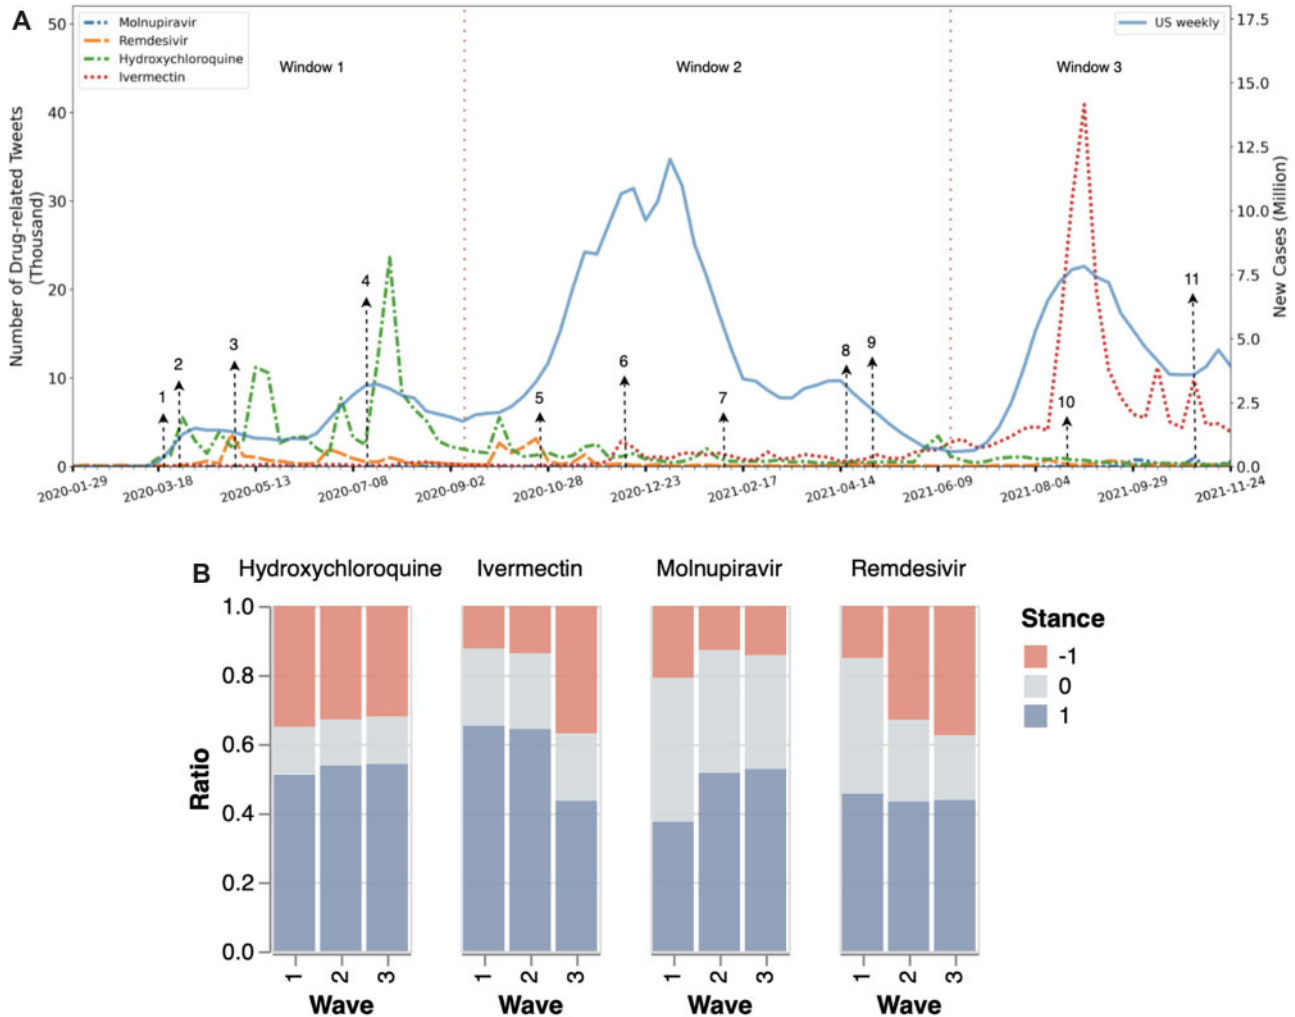 A
Molnupiravir
Remdesivir
Hydroxychloroquine
Ivermectin
US weekly
Window 1
Window 2
Window 3
Number of Drug-related Tweets
(Thousand)
50
40
30
20
10
0
New Cases (Million)
17.5
15.0
12.5
10.0
7.5
5.0
2.5
0.0
1
2
3
4
5
6
7
8
9
10
11
2020-01-29
2020-03-18
2020-05-13
2020-07-08
2020-09-02
2020-10-28
2020-12-23
2021-02-17
2021-04-14
2021-06-09
2021-08-04
2021-09-29
2021-11-24
B
Hydroxychloroquine
Ivermectin
Molnupiravir
Remdesivir
Ratio
1.0
0.8
0.6
0.4
0.2
0.0
1 2 3
1 2 3
1 2 3
1 2 3
Wave
Wave
Wave
Wave
Stance
-1
0
1